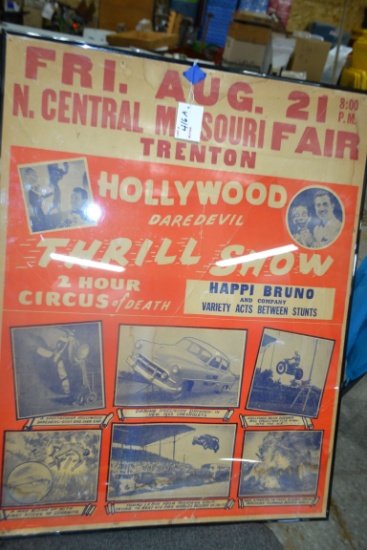 FRI. AUG. 21 8:00 P.M.
N. CENTRAL MISSOURI FAIR
TRENTON
HOLLYWOOD
DAREDEVIL
THRILL SHOW
2 HOUR
CIRCUS of DEATH
HAPPI BRUNO
AND COMPANY
VARIETY ACTS BETWEEN STUNTS